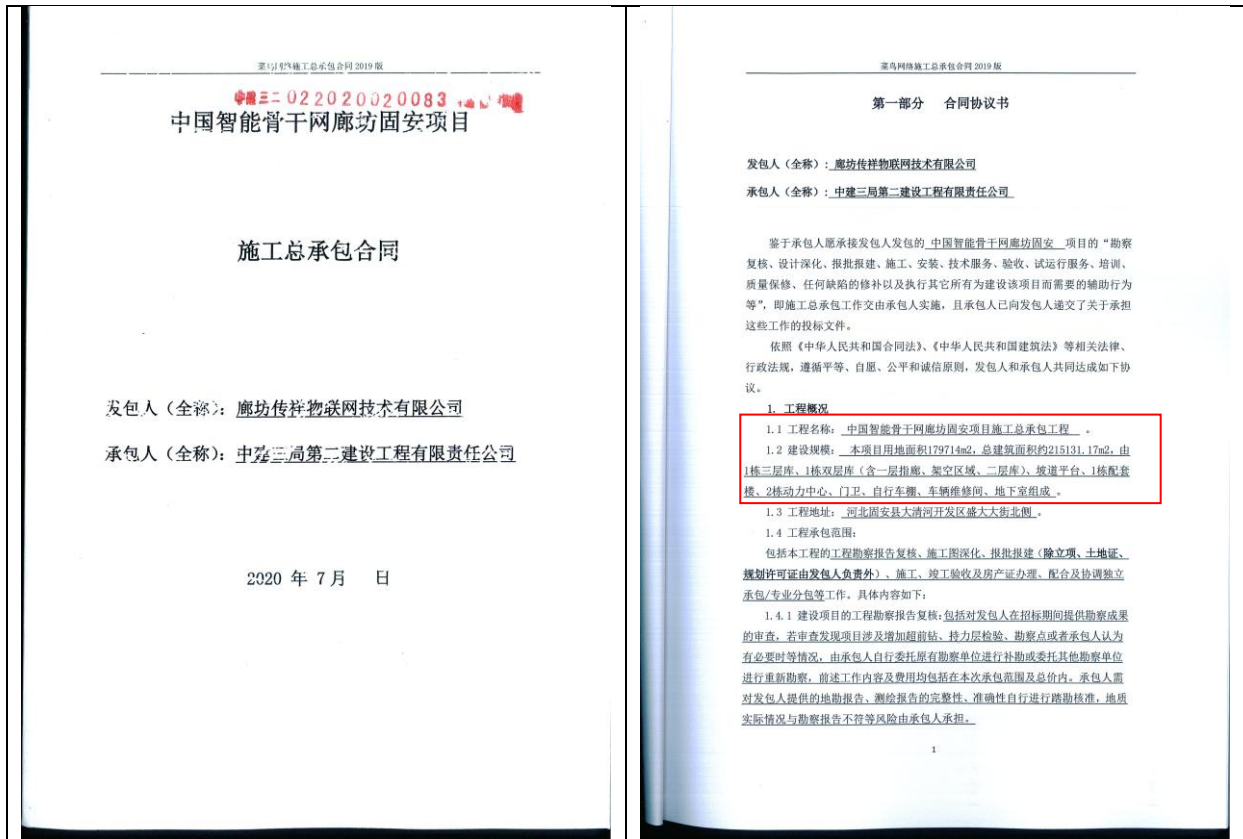 菜鸟网络施工总承包合同 2019 版
022020020083
中国智能骨干网廊坊固安项目
施工总承包合同
发包人（全称）：廊坊传祥物联网技术有限公司
承包人（全称）：中建三局第二建设工程有限责任公司
2020 年 7月 日
菜鸟网络施工总承包合同 2019 版
第一部分 合同协议书
发包人（全称）：廊坊传祥物联网技术有限公司
承包人（全称）：中建三局第二建设工程有限责任公司
鉴于承包人愿承接发包人发包的 中国智能骨干网廊坊固安 项目的“勘察
复核、设计深化、报批报建、施工、安装、技术服务、验收、试运行服务、培训、
质量保修、任何缺陷的修补以及执行其它所有为建设该项目而需要的辅助行为
等”，即施工总承包工作交由承包人实施，且承包人已向发包人递交了关于承担
这些工作的投标文件。
依照《中华人民共和国合同法》、《中华人民共和国建筑法》等相关法律、
行政法规，遵循平等、自愿、公平和诚信原则，发包人和承包人共同达成如下协
议。
1. 工程概况
1.1 工程名称： 中国智能骨干网廊坊固安项目施工总承包工程 。
1.2 建设规模： 本项目用地面积179714m2，总建筑面积约215131.17m2，由
1栋三层库、1栋双层库（含一层指廊、架空区域、二层库）、坡道平台、1栋配套
楼、2栋动力中心、门卫、自行车棚、车辆维修间、地下室组成 。
1.3 工程地址： 河北固安县大清河开发区盛大大街北侧 。
1.4 工程承包范围：
包括本工程的工程勘察报告复核、施工图深化、报批报建（除立项、土地证、
规划许可证由发包人负责外）、施工、竣工验收及房产证办理、配合及协调独立
承包/专业分包等工作。具体内容如下：
1.4.1 建设项目的工程勘察报告复核：包括对发包人在招标期间提供勘察成果
的审查，若审查发现项目涉及增加超前钻、持力层检验、勘察点或者承包人认为
有必要时等情况，由承包人自行委托原有勘察单位进行补勘或委托其他勘察单位
进行重新勘察，前述工作内容及费用均包括在本次承包范围及总价内。承包人需
对发包人提供的地勘报告、测绘报告的完整性、准确性自行进行踏勘核准，地质
实际情况与勘察报告不符等风险由承包人承担。
1